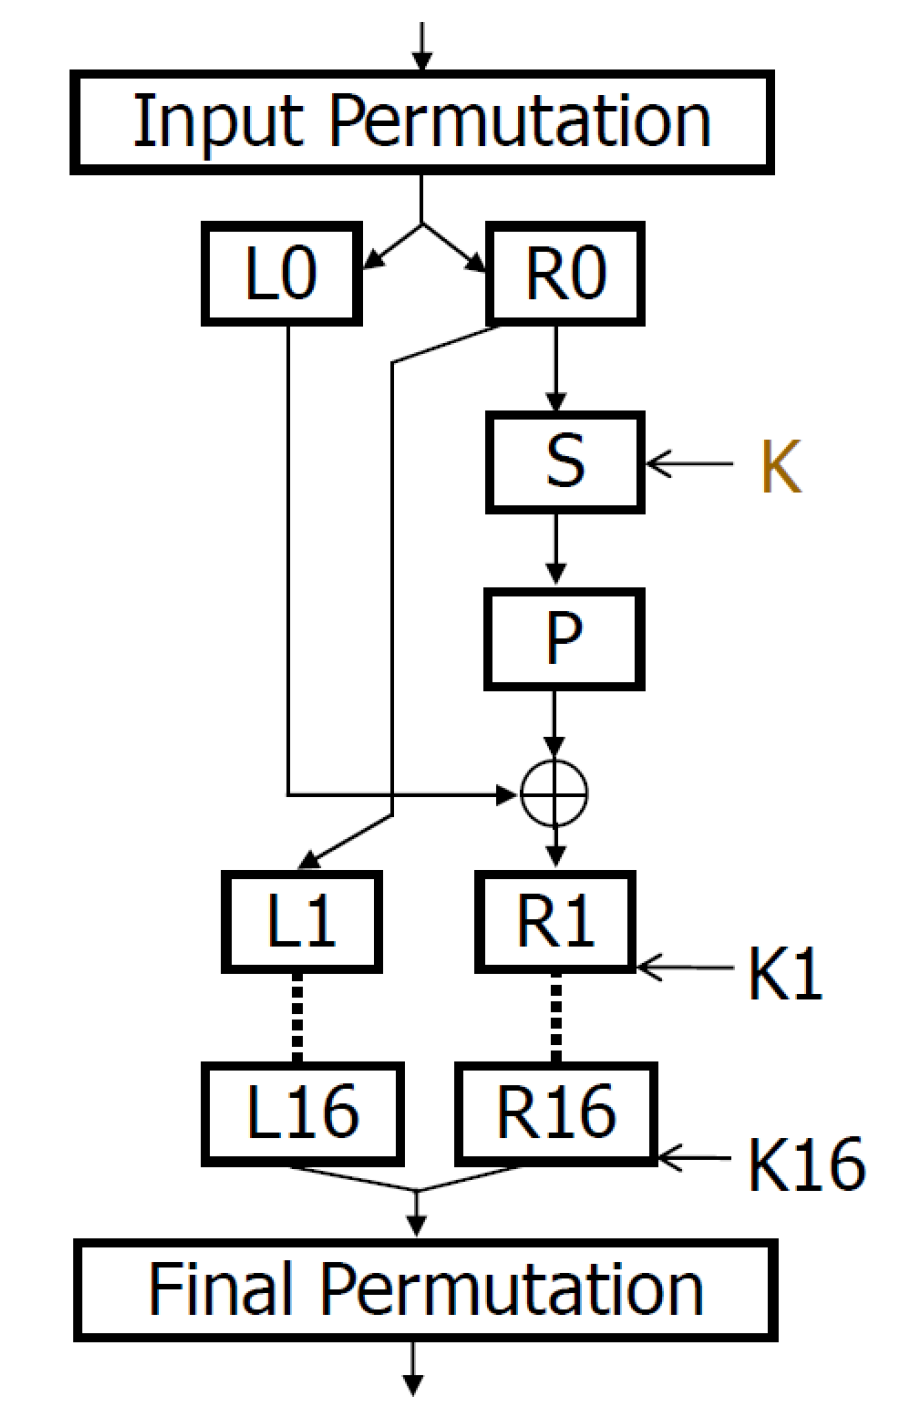 Input Permutation
L0
R0
S
K
P
L1
R1
K1
L16
R16
K16
Final Permutation